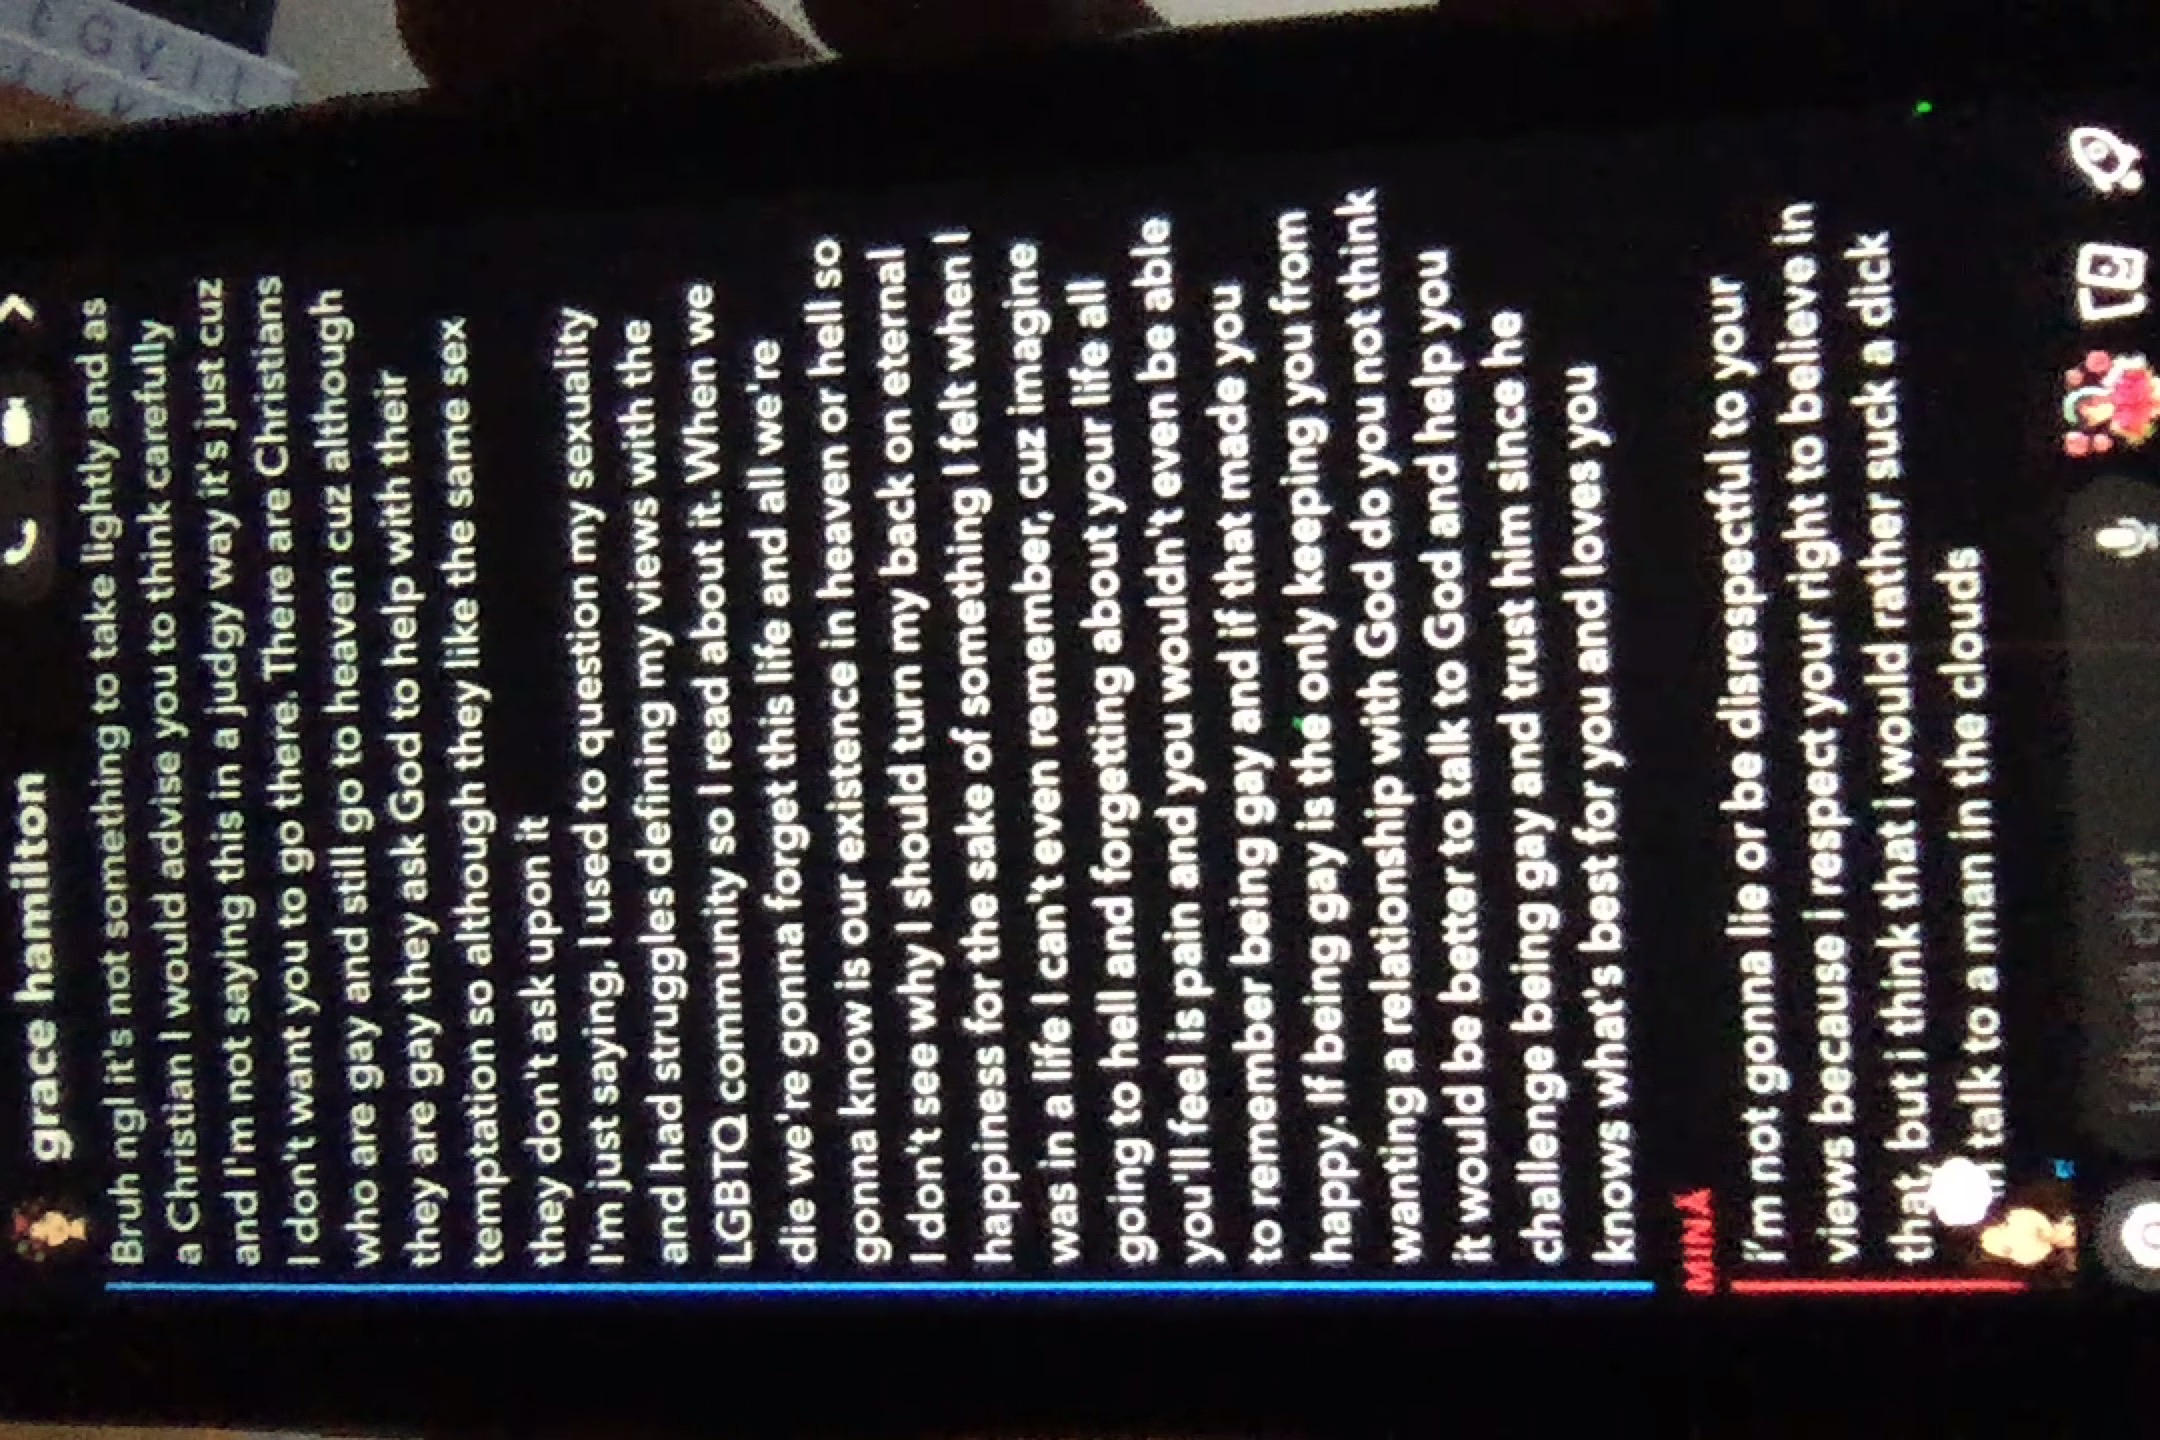 grace hamilton
Bruh ngl it's not something to take lightly and as
a Christian I would advise you to think carefully
and I'm not saying this in a judgy way it's just cuz
I don't want you to go there. There are Christians
who are gay and still go to heaven cuz although
they are gay they ask God to help with their
temptation so although they like the same sex
they don't ask upon it
I'm just saying, I used to question my sexuality
and had struggles defining my views with the
LGBTQ community so I read about it. When we
die we're gonna forget this life and all we're
gonna know is our existence in heaven or hell so
I don't see why I should turn my back on eternal
happiness for the sake of something I felt when I
was in a life I can't even remember, cuz imagine
going to hell and forgetting about your life all
you'll feel is pain and you wouldn't even be able
to remember being gay and if that made you
happy. If being gay is the only keeping you from
wanting a relationship with God do you not think
it would be better to talk to God and help you
challenge being gay and trust him since he
knows what's best for you and loves you
MINÄ
i'm not gonna lie or be disrespectful to your
views because i respect your right to believe in
that, but i think that i would rather suck a dick
talk to a man in the clouds
Lähetä chat